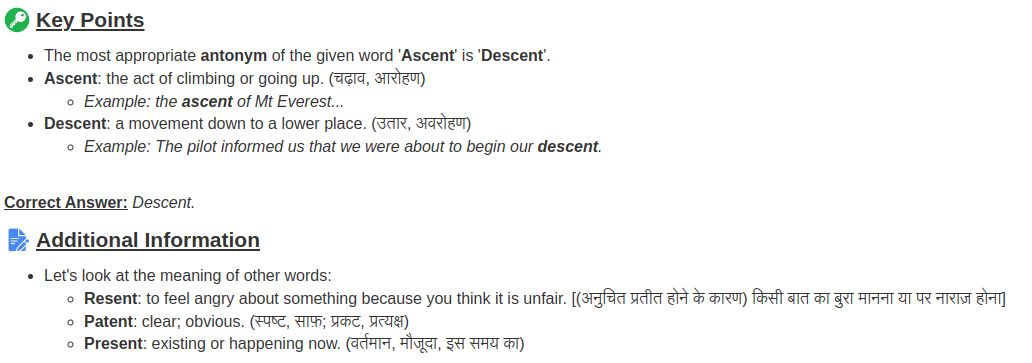 Key Points
The most appropriate antonym of the given word 'Ascent' is 'Descent'.
Ascent: the act of climbing or going up. (चढ़ाव, आरोहण)
Example: the ascent of Mt Everest...
Descent: a movement down to a lower place. (उतार, अवरोहण)
Example: The pilot informed us that we were about to begin our descent.
Correct Answer: Descent.
Additional Information
Let's look at the meaning of other words:
Resent: to feel angry about something because you think it is unfair. [(अनुचित प्रतीत होने के कारण) किसी बात का बुरा मानना या पर नाराज़ होना]
Patent: clear; obvious. (स्पष्ट, साफ़; प्रकट, प्रत्यक्ष)
Present: existing or happening now. (वर्तमान, मौजूदा, इस समय का)